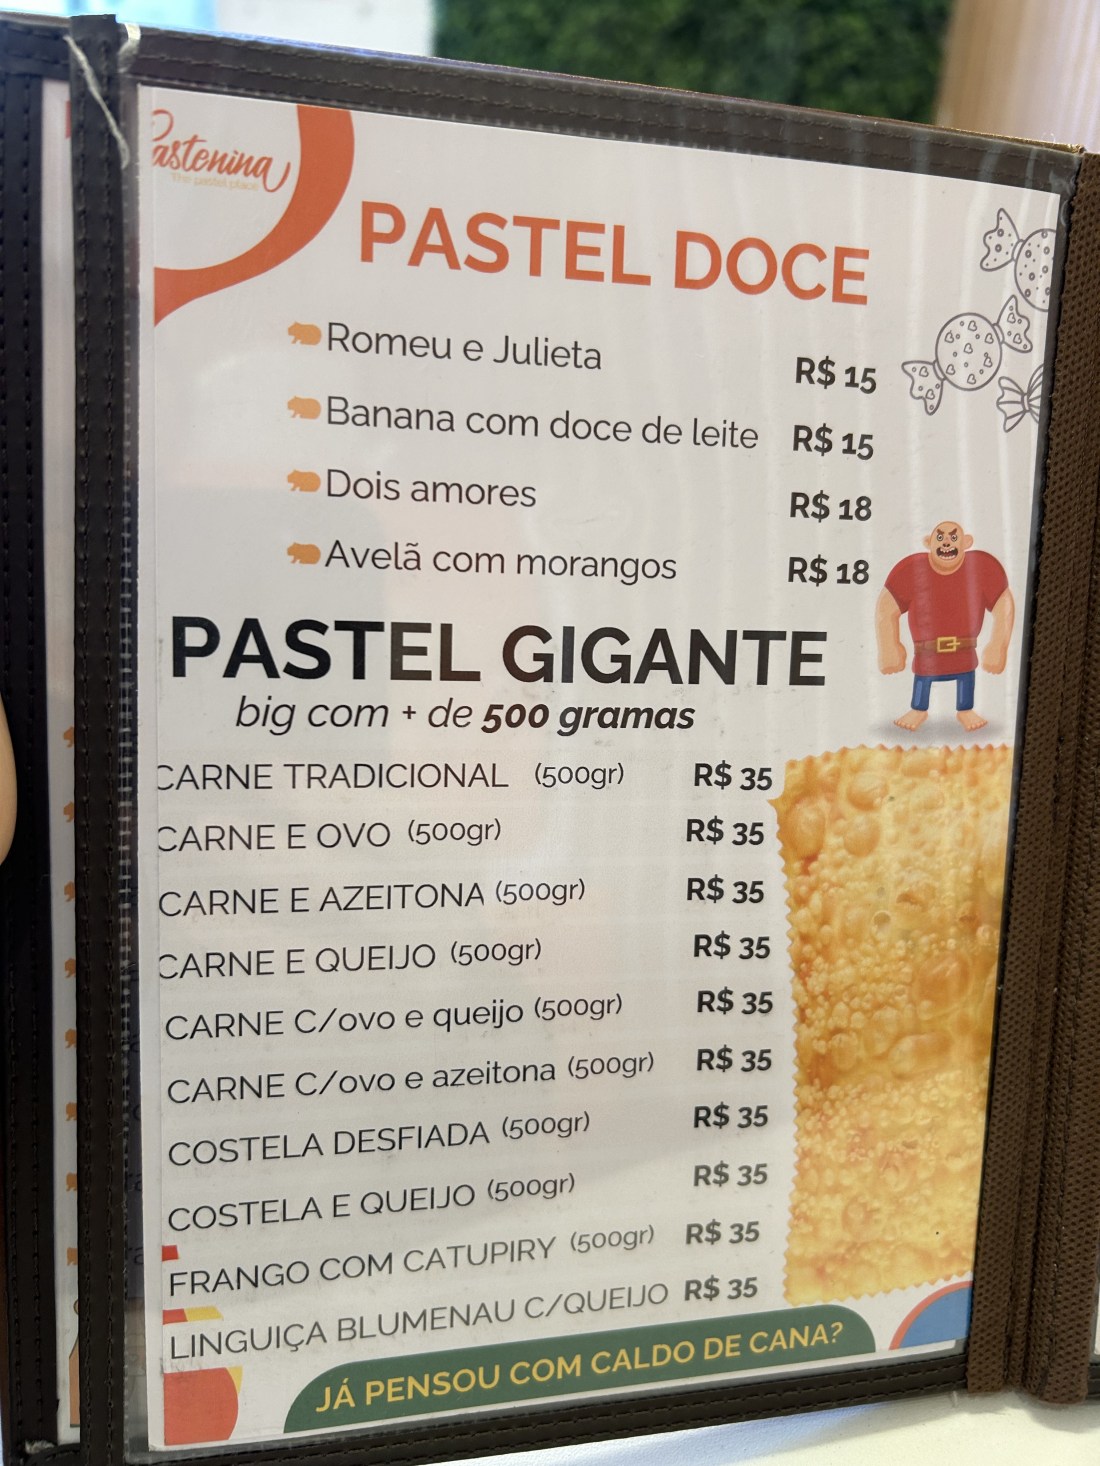 Pastenina
The pastel place
PASTEL DOCE
Romeu e Julieta R$ 15
Banana com doce de leite R$ 15
Dois amores R$ 18
Avelã com morangos R$ 18
PASTEL GIGANTE
big com + de 500 gramas
CARNE TRADICIONAL (500gr) R$ 35
CARNE E OVO (500gr) R$ 35
CARNE E AZEITONA (500gr) R$ 35
CARNE E QUEIJO (500gr) R$ 35
CARNE C/ovo e queijo (500gr) R$ 35
CARNE C/ovo e azeitona (500gr) R$ 35
COSTELA DESFIADA (500gr) R$ 35
COSTELA E QUEIJO (500gr) R$ 35
FRANGO COM CATUPIRY (500gr) R$ 35
LINGUIÇA BLUMENAU C/QUEIJO R$ 35
JÁ PENSOU COM CALDO DE CANA?